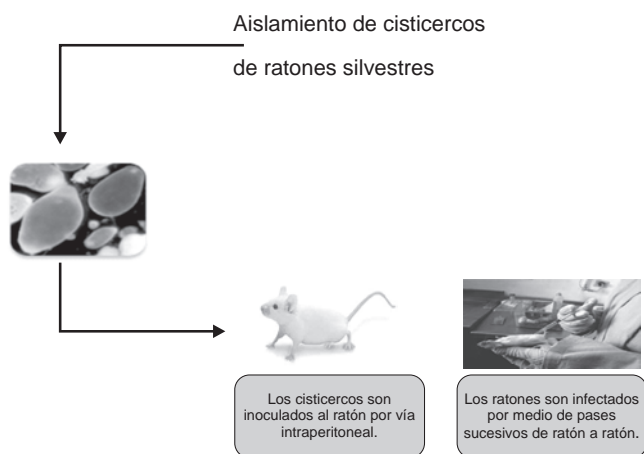 Aislamiento de cisticercos
de ratones silvestres
Los cisticercos son
inoculados al ratón por vía
intraperitoneal.
Los ratones son infectados
por medio de pases
sucesivos de ratón a ratón.